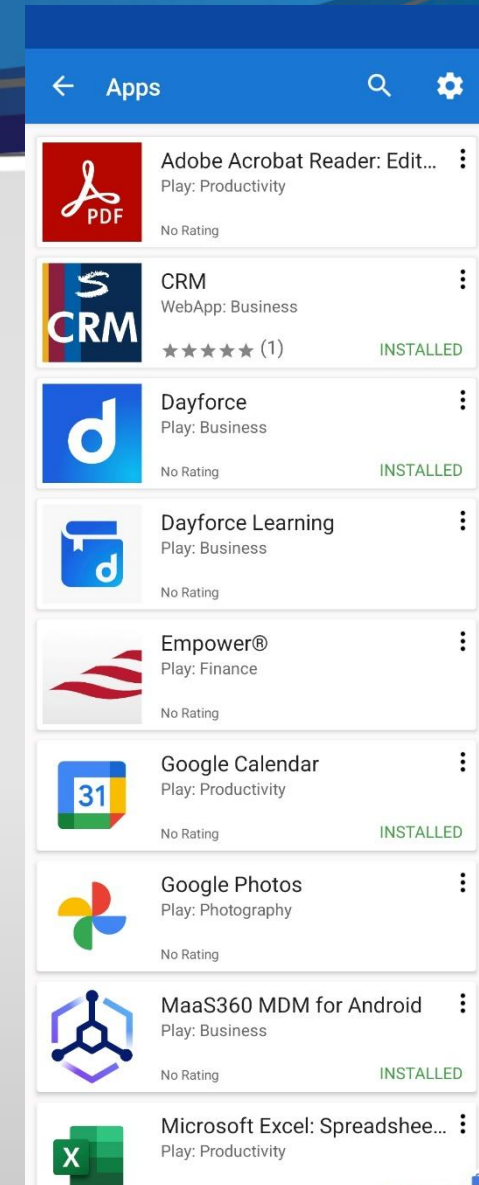 Apps
Adobe Acrobat Reader: Edit...
Play: Productivity
PDF
No Rating
S
CRM
CRM
WebApp: Business
(1)
INSTALLED
d
Dayforce
Play: Business
No Rating
INSTALLED
d
Dayforce Learning
Play: Business
No Rating
Empower®
Play: Finance
No Rating
31
Google Calendar
Play: Productivity
No Rating
INSTALLED
Google Photos
Play: Photography
No Rating
MaaS360 MDM for Android
Play: Business
No Rating
INSTALLED
X
Microsoft Excel: Spreadshee...
Play: Productivity